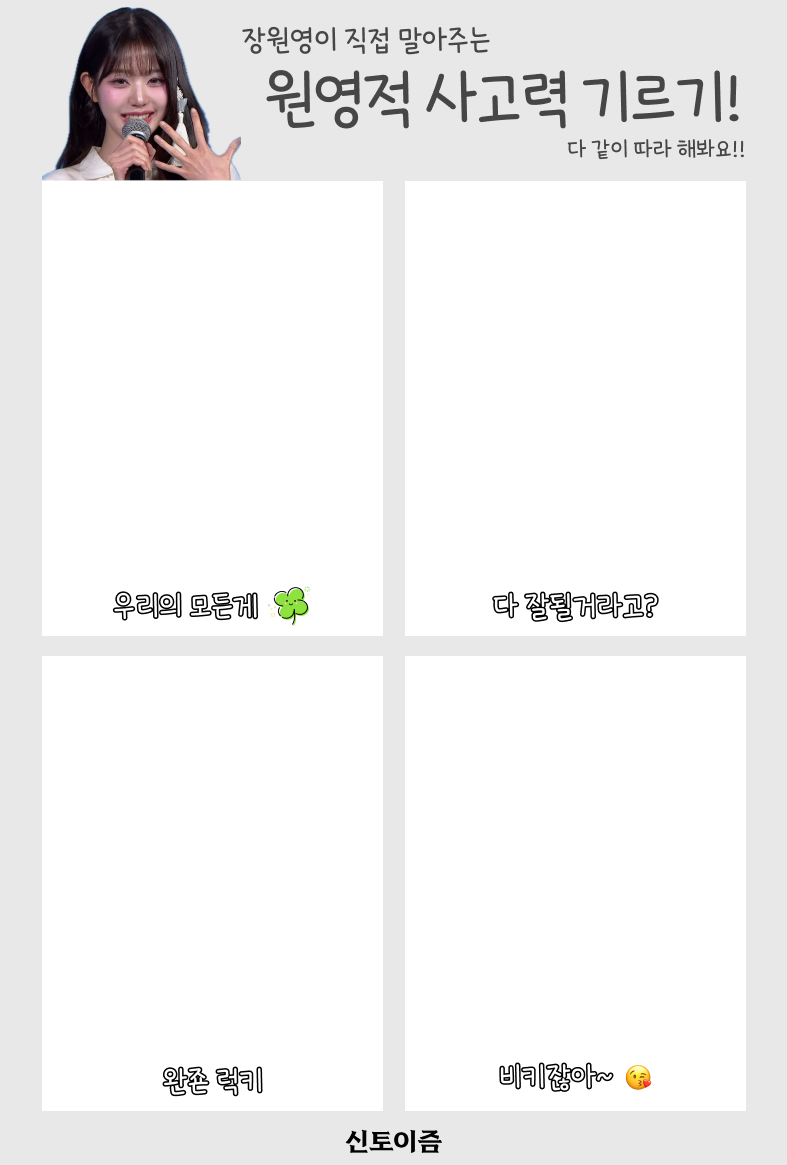 장원영이 직접 말아주는
원영적 사고력 기르기!
다 같이 따라 해봐요!!
우리의 모든게
다 잘될거라고?
완죤 럭키
비키잖아~
신토이즘